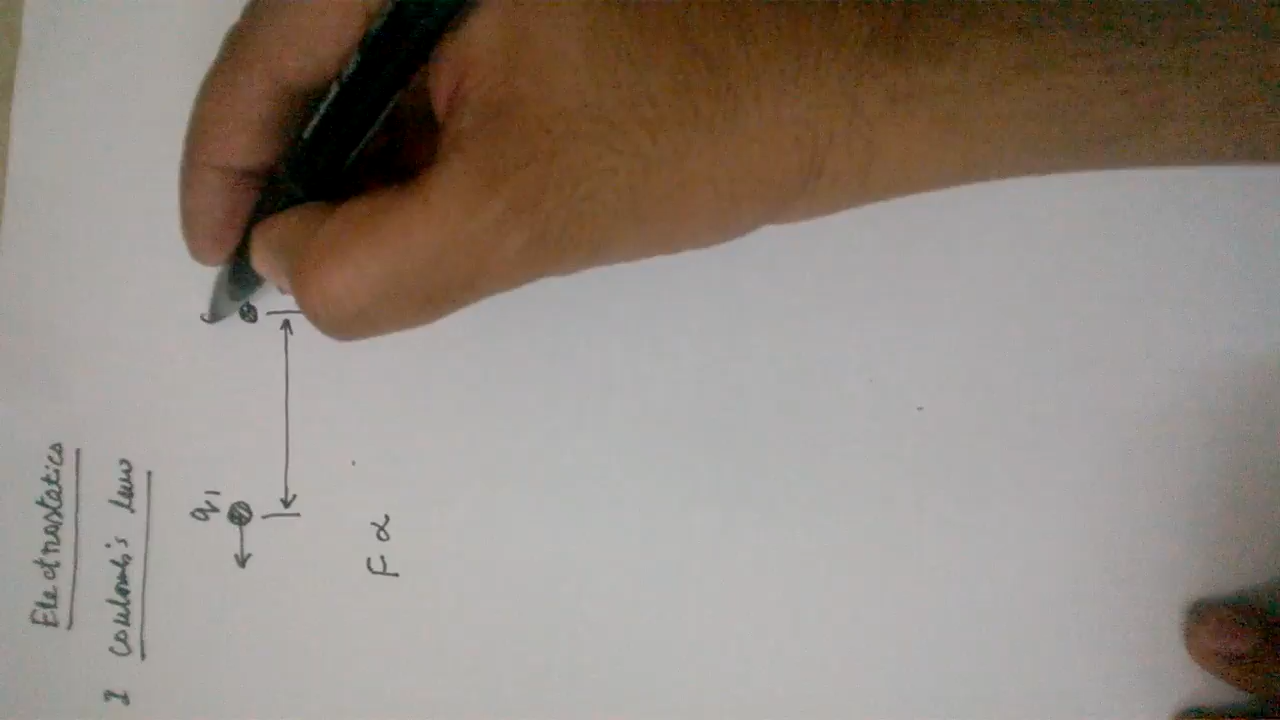 Electrostatics
1 Coulomb's law
q1
F ∝